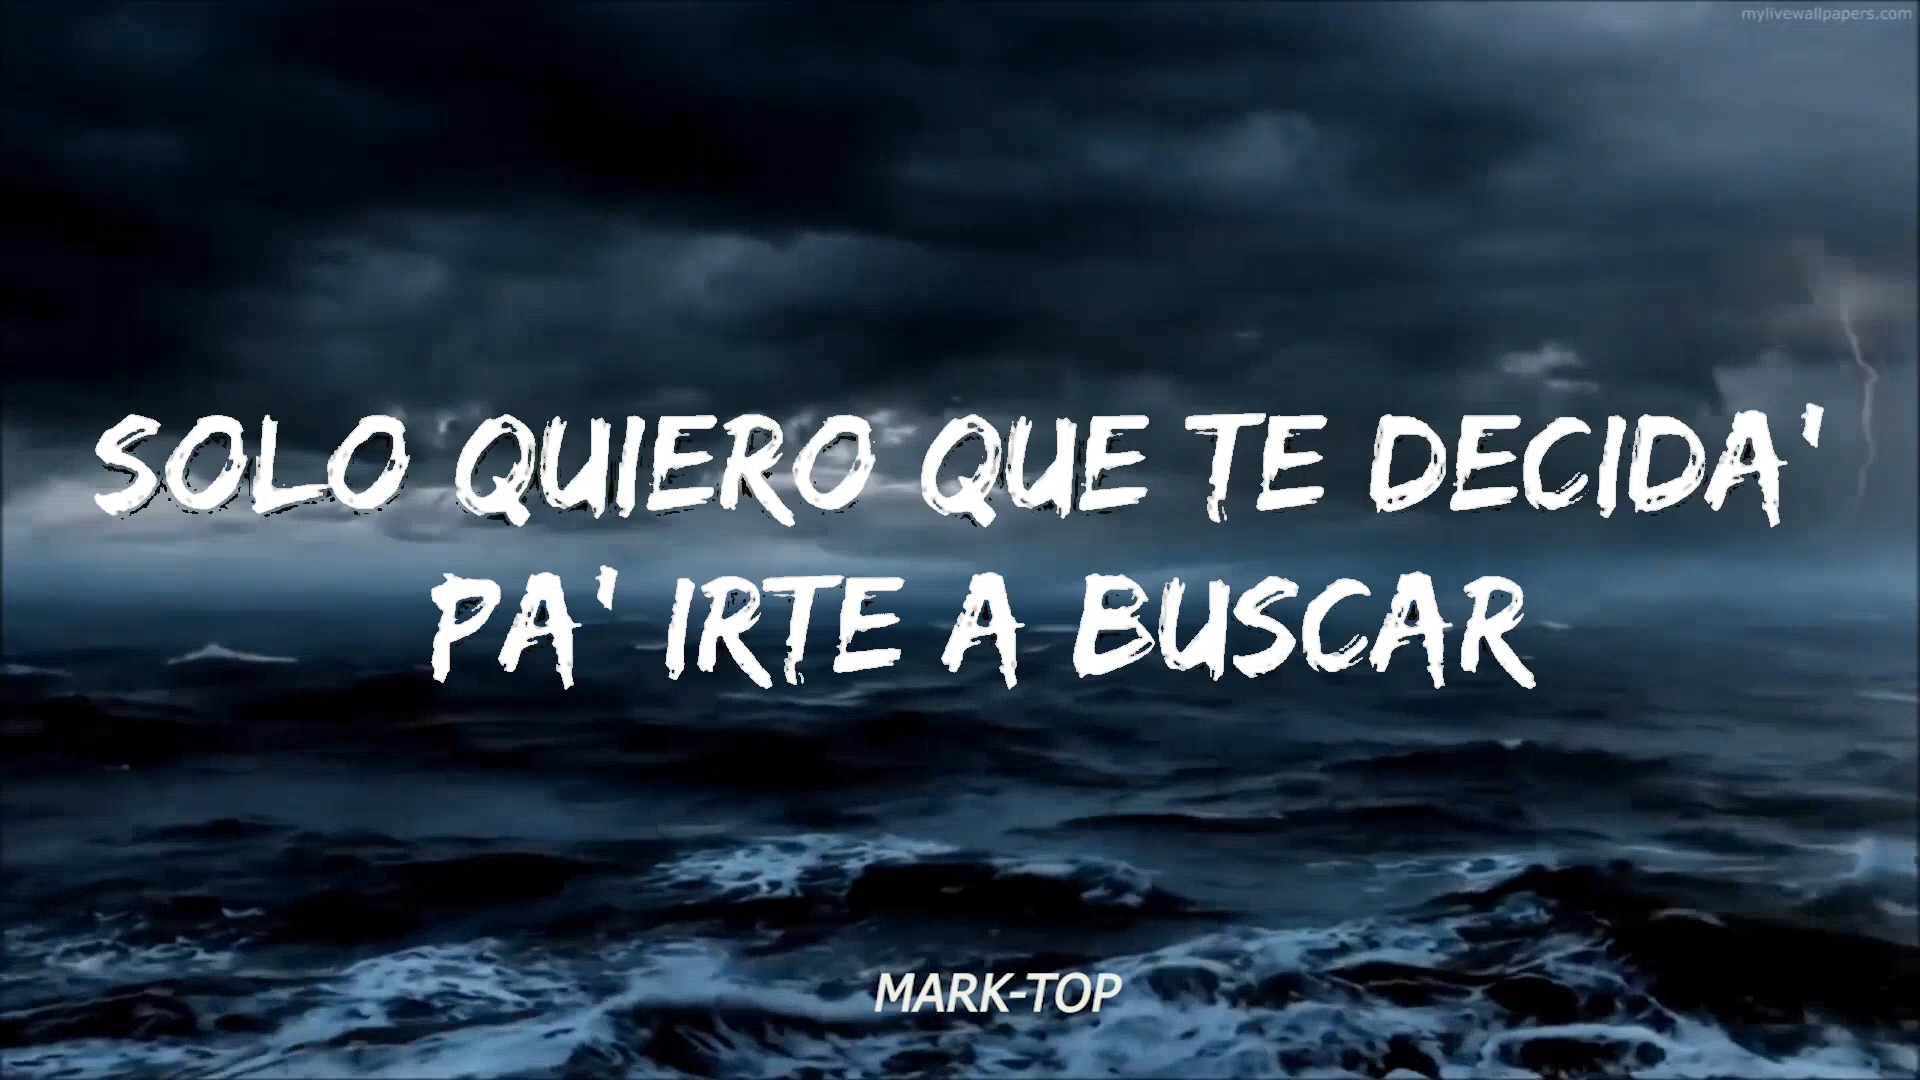 mylivewallpapers.com
SOLO QUIERO QUE TE DECIDA'
PA' IRTE A BUSCAR
MARK-TOP